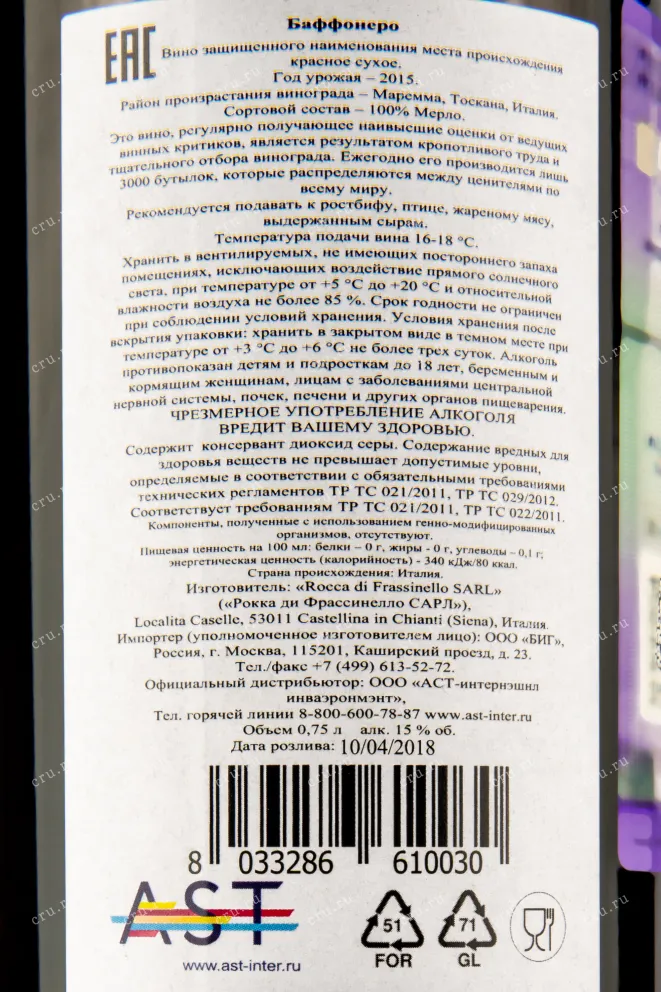 Баффонеро
EAC
Вино защищенного наименования места происхождения
красное сухое.
Год урожая – 2015.
Район произрастания винограда – Маремма, Тоскана, Италия.
Сортовой состав – 100% Мерло.
Это вино, регулярно получающее наивысшие оценки от ведущих
винных критиков, является результатом кропотливого труда и
тщательного отбора винограда. Ежегодно его производится лишь
3000 бутылок, которые распределяются между ценителями по
всему миру.
Рекомендуется подавать к ростбифу, птице, жареному мясу,
выдержанным сырам.
Температура подачи вина 16-18 °C.
Хранить в вентилируемых, не имеющих постороннего запаха
помещениях, исключающих воздействие прямого солнечного
света, при температуре от +5 °C до +20 °C и относительной
влажности воздуха не более 85 %. Срок годности не ограничен
при соблюдении условий хранения. Условия хранения после
вскрытия упаковки: хранить в закрытом виде в темном месте при
температуре от +3 °C до +6 °C не более трех суток. Алкоголь
противопоказан детям и подросткам до 18 лет, беременным и
кормящим женщинам, лицам с заболеваниями центральной
нервной системы, почек, печени и других органов пищеварения.
ЧРЕЗМЕРНОЕ УПОТРЕБЛЕНИЕ АЛКОГОЛЯ
ВРЕДИТ ВАШЕМУ ЗДОРОВЬЮ.
Содержит консервант диоксид серы. Содержание вредных для
здоровья веществ не превышает допустимые уровни,
определяемые в соответствии с обязательными требованиями
технических регламентов ТР ТС 021/2011, ТР ТС 029/2012.
Соответствует требованиям ТР ТС 021/2011, ТР ТС 022/2011.
Компоненты, полученные с использованием генно-модифицированных
организмов, отсутствуют.
Пищевая ценность на 100 мл: белки – 0 г, жиры - 0 г, углеводы – 0,1 г;
энергетическая ценность (калорийность) - 340 кДж/80 ккал.
Страна происхождения: Италия.
Изготовитель: «Rocca di Frassinello SARL»
(«Рокка ди Фрассинелло САРЛ»),
Localita Caselle, 53011 Castellina in Chianti (Siena), Италия.
Импортер (уполномоченное изготовителем лицо): ООО «БИГ»,
Россия, г. Москва, 115201, Каширский проезд, д. 23.
Тел./факс +7 (499) 613-52-72.
Официальный дистрибьютор: ООО «АСТ-интернэшнл
инваэронмэнт»,
Тел. горячей линии 8-800-600-78-87 www.ast-inter.ru
Объем 0,75 л алк. 15 % об.
Дата розлива: 10/04/2018
8 033286 610030
AST
www.ast-inter.ru
51
FOR
71
GL